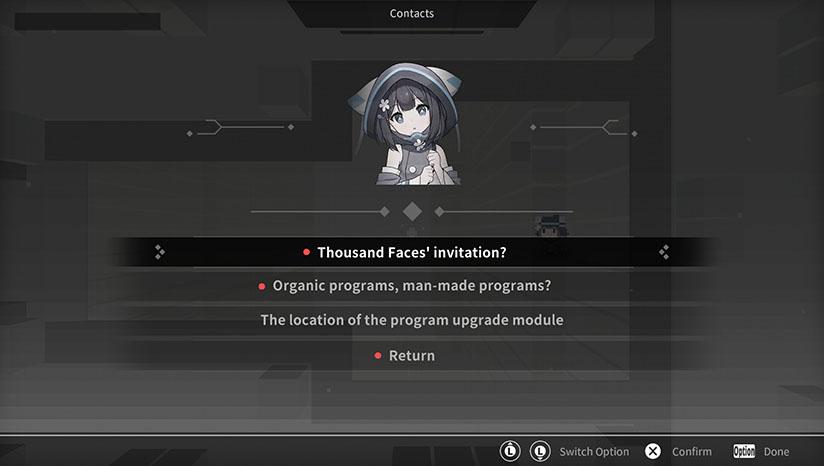 Contacts
Thousand Faces' invitation?
Organic programs, man-made programs?
The location of the program upgrade module
Return
L L Switch Option X Confirm Option Done